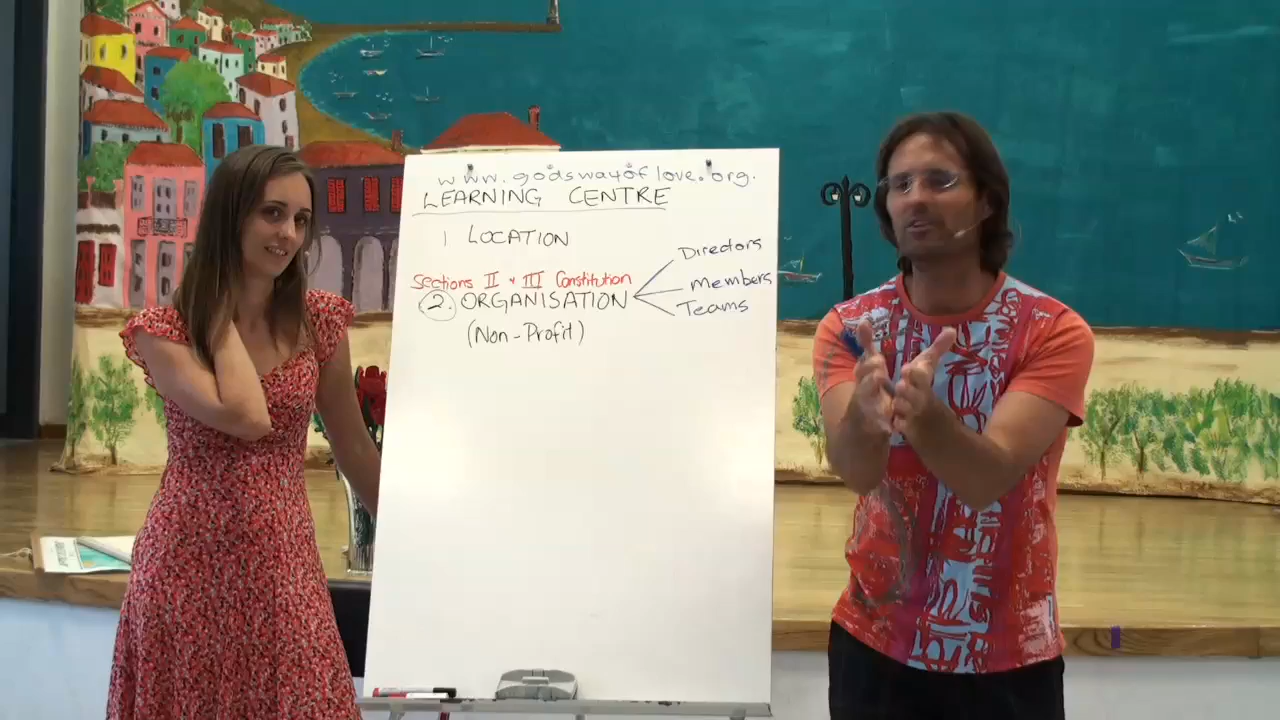 www.godswayoflove.org.
LEARNING CENTRE
1 LOCATION
Sections II + III Constitution
2. ORGANISATION
(Non-Profit)
Directors
Members
Teams